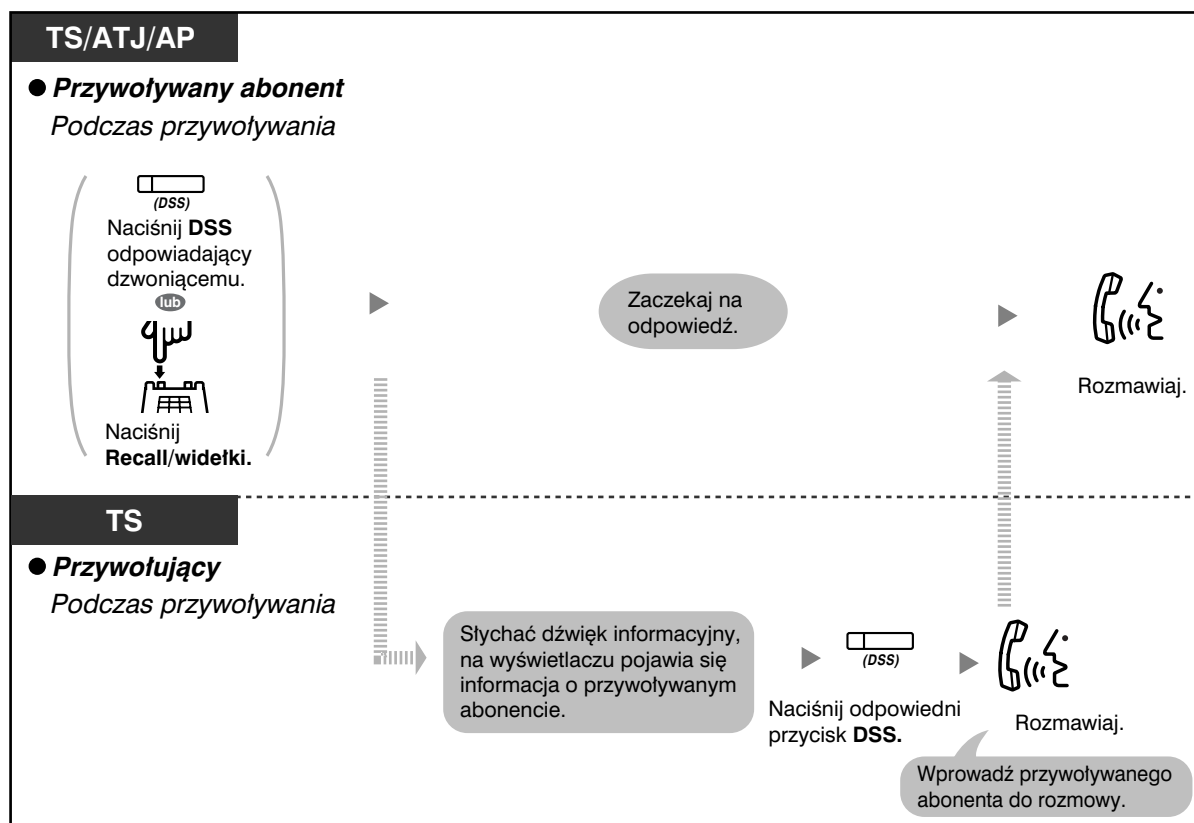 TS/ATJ/AP
● Przywoływany abonent
Podczas przywoływania
(DSS)
Naciśnij DSS
odpowiadający
dzwoniącemu.
lub
Naciśnij
Recall/widełki.
Zaczekaj na
odpowiedź.
Rozmawiaj.
TS
● Przywołujący
Podczas przywoływania
Słychać dźwięk informacyjny,
na wyświetlaczu pojawia się
informacja o przywoływanym
abonencie.
(DSS)
Naciśnij odpowiedni
przycisk DSS.
Rozmawiaj.
Wprowadź przywoływanego
abonenta do rozmowy.